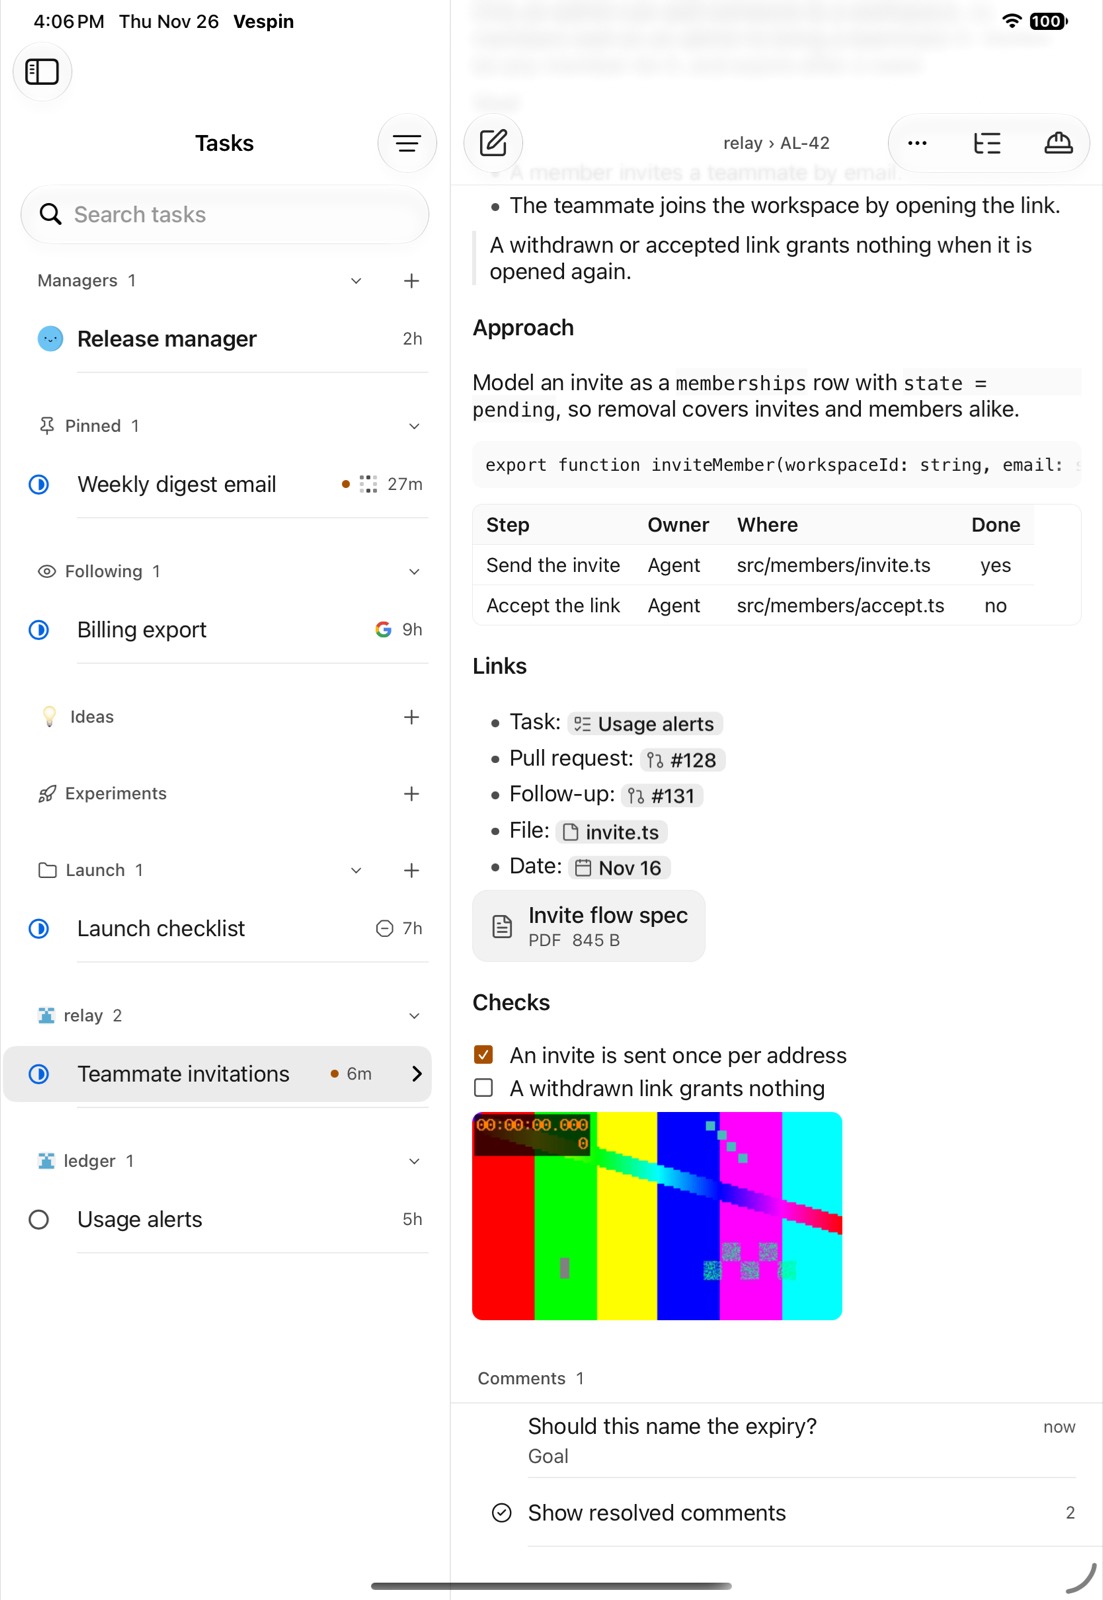 4:06 PM Thu Nov 26 Vespin
100
Tasks
Search tasks
Managers 1
Release manager 2h
Pinned 1
Weekly digest email 27m
Following 1
Billing export 9h
Ideas
Experiments
Launch 1
Launch checklist 7h
relay 2
Teammate invitations 6m
ledger 1
Usage alerts 5h
Goal
relay › AL-42
A member invites a teammate by email.
The teammate joins the workspace by opening the link.
A withdrawn or accepted link grants nothing when it is
opened again.
Approach
Model an invite as a memberships row with state =
pending, so removal covers invites and members alike.
export function inviteMember(workspaceId: string, email:
Step Owner Where Done
Send the invite Agent src/members/invite.ts yes
Accept the link Agent src/members/accept.ts no
Links
Task: Usage alerts
Pull request: #128
Follow-up: #131
File: invite.ts
Date: Nov 16
Invite flow spec
PDF 845 B
Checks
An invite is sent once per address
A withdrawn link grants nothing
00:00:00.000
0
Comments 1
Should this name the expiry? now
Goal
Show resolved comments 2